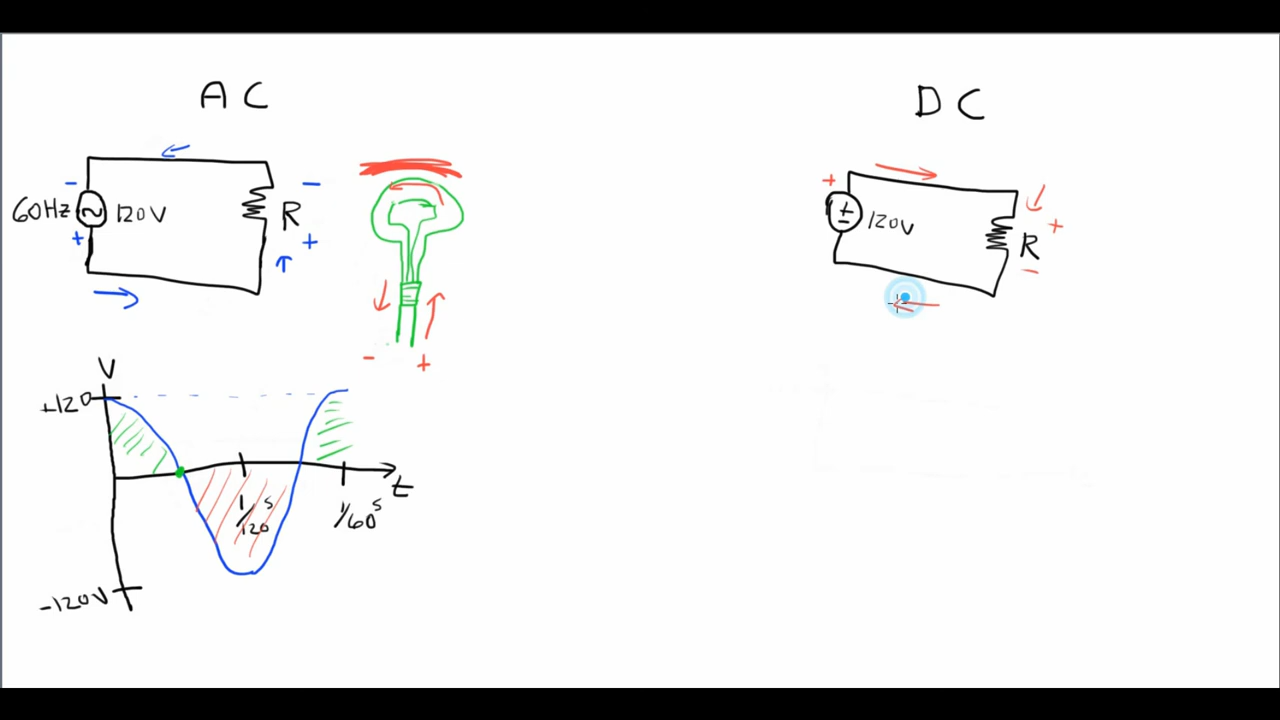 AC
DC
60Hz
120V
R
-
+
-
+
-
+
+
120V
R
+
-
V
+120
-120V
1/120 s
1/60 s
t